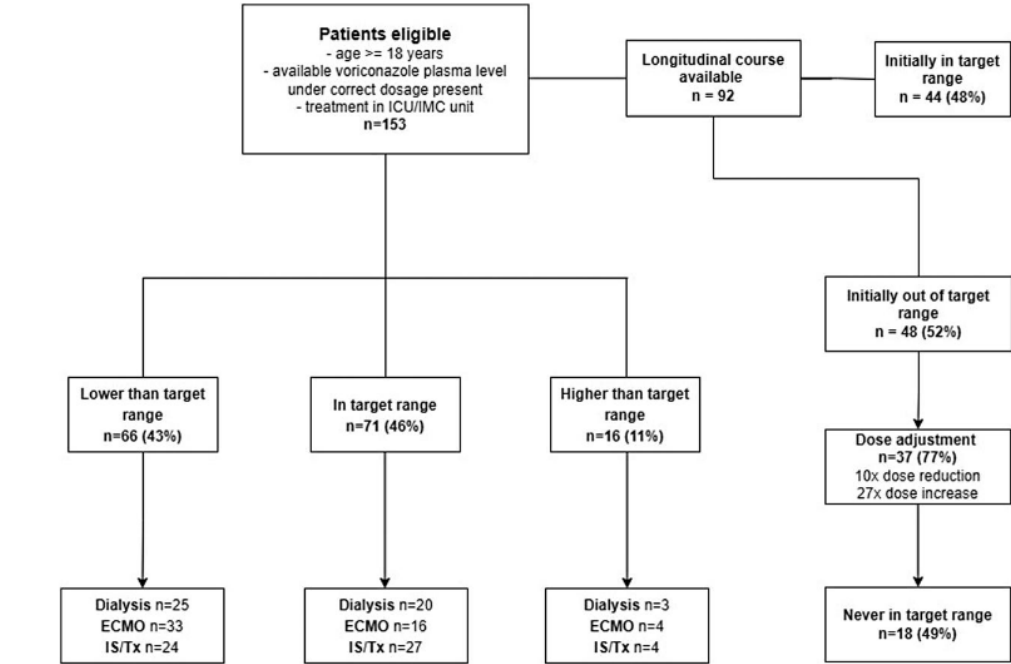 Patients eligible
- age >= 18 years
- available voriconazole plasma level
under correct dosage present
- treatment in ICU/IMC unit
n=153
Longitudinal course
available
n = 92
Initially in target
range
n = 44 (48%)
Initially out of target
range
n = 48 (52%)
Lower than target
range
n=66 (43%)
In target range
n=71 (46%)
Higher than target
range
n=16 (11%)
Dose adjustment
n=37 (77%)
10x dose reduction
27x dose increase
Dialysis n=25
ECMO n=33
IS/Tx n=24
Dialysis n=20
ECMO n=16
IS/Tx n=27
Dialysis n=3
ECMO n=4
IS/Tx n=4
Never in target range
n=18 (49%)